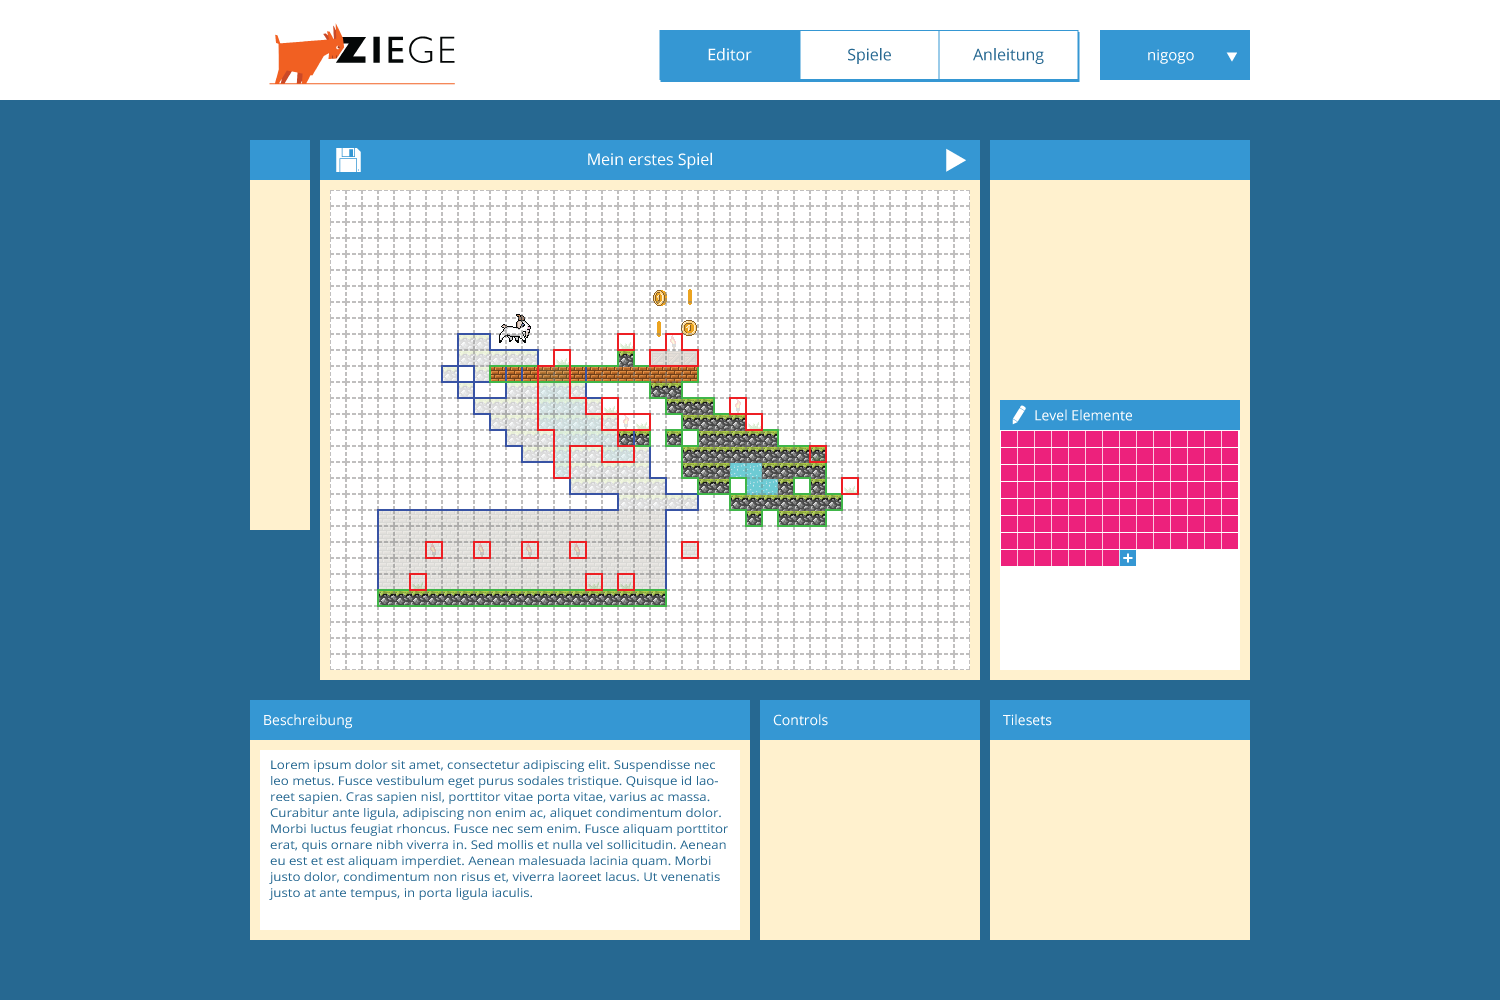 ZIEGE
Editor
Spiele
Anleitung
nigogo
Mein erstes Spiel
Level Elemente
Beschreibung
Lorem ipsum dolor sit amet, consectetur adipiscing elit. Suspendisse nec
leo metus. Fusce vestibulum eget purus sodales tristique. Quisque id lao-
reet sapien. Cras sapien nisl, porttitor vitae porta vitae, varius ac massa.
Curabitur ante ligula, adipiscing non enim ac, aliquet condimentum dolor.
Morbi luctus feugiat rhoncus. Fusce nec sem enim. Fusce aliquam porttitor
erat, quis ornare nibh viverra in. Sed mollis et nulla vel sollicitudin. Aenean
eu est et est aliquam imperdiet. Aenean malesuada lacinia quam. Morbi
justo dolor, condimentum non risus et, viverra laoreet lacus. Ut venenatis
justo at ante tempus, in porta ligula iaculis.
Controls
Tilesets